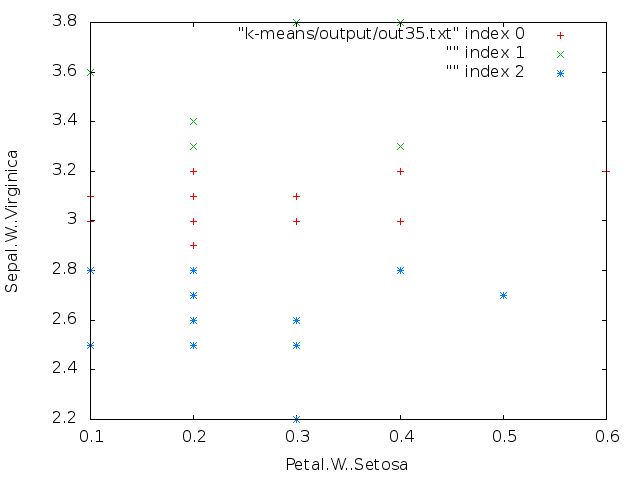 "k-means/output/out35.txt" index 0
"" index 1
"" index 2
3.8
3.6
3.4
3.2
3
2.8
2.6
2.4
2.2
0.1 0.2 0.3 0.4 0.5 0.6
Sepal.W..Virginica
Petal.W..Setosa